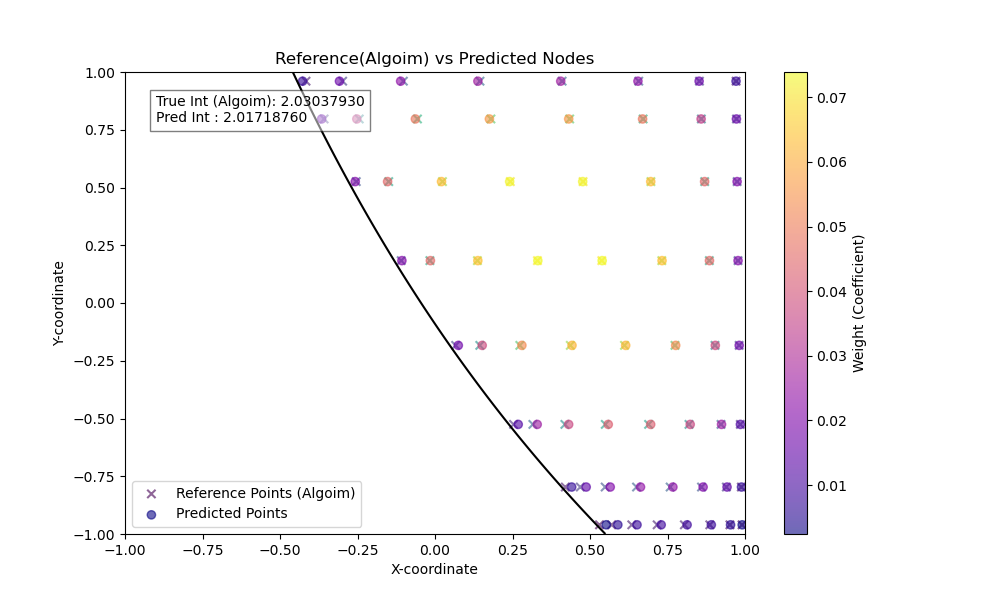 Reference(Algoim) vs Predicted Nodes
True Int (Algoim): 2.03037930
Pred Int : 2.01718760
1.00
0.75
0.50
0.25
0.00
−0.25
−0.50
−0.75
−1.00
Y-coordinate
Reference Points (Algoim)
Predicted Points
−1.00 −0.75 −0.50 −0.25 0.00 0.25 0.50 0.75 1.00
X-coordinate
0.07
0.06
0.05
0.04
0.03
0.02
0.01
Weight (Coefficient)